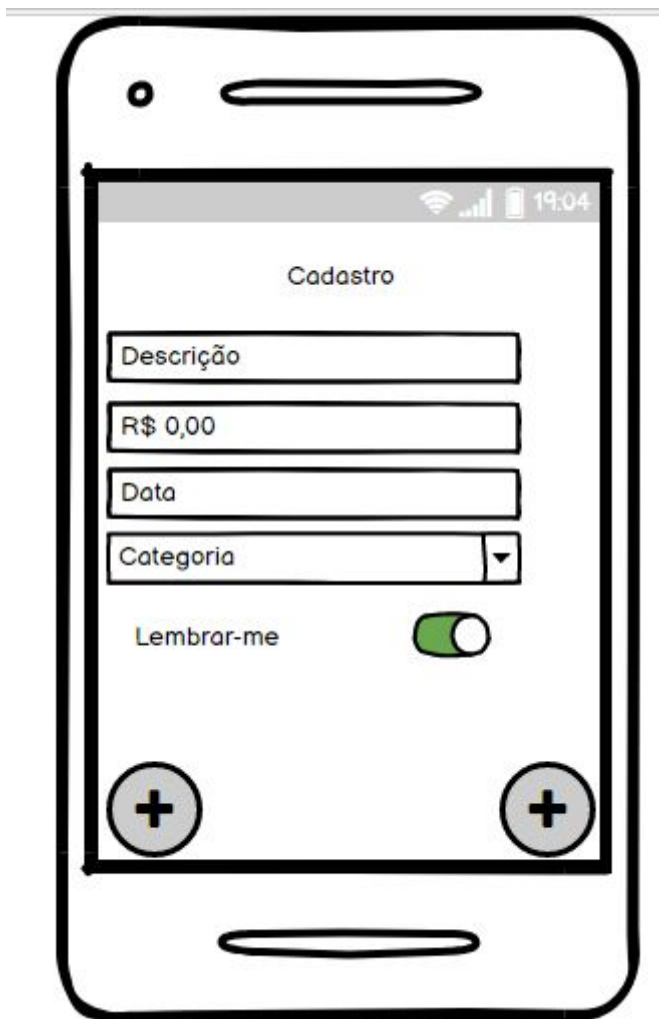 19:04
Cadastro
Descrição
R$ 0,00
Data
Categoria
Lembrar-me